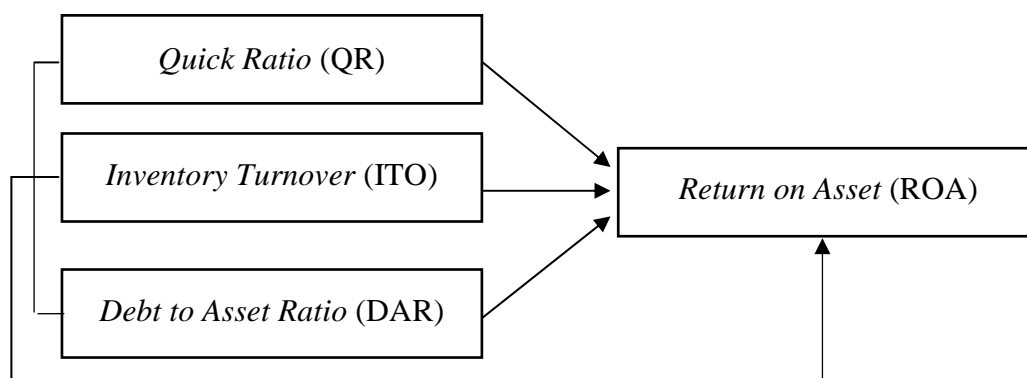 Quick Ratio (QR)
Inventory Turnover (ITO)
Return on Asset (ROA)
Debt to Asset Ratio (DAR)